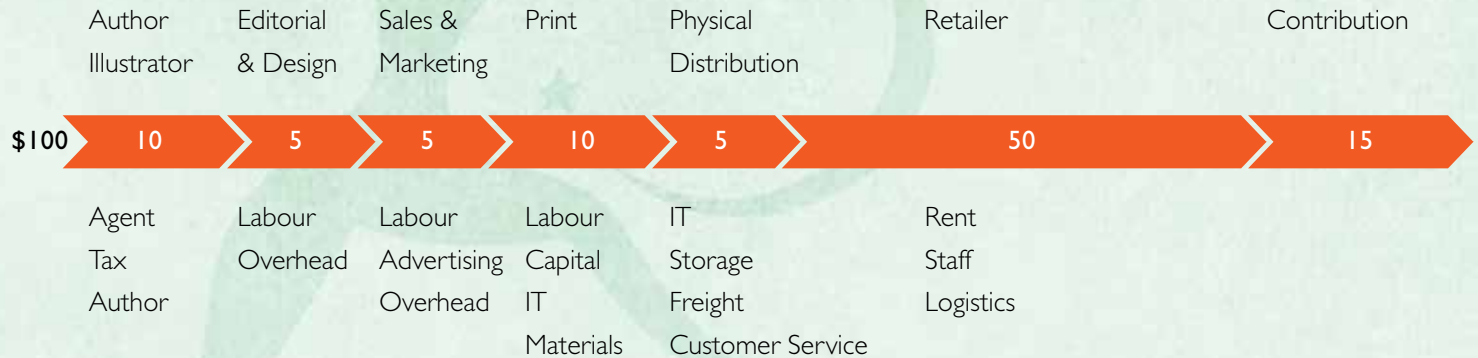 Author Editorial Sales & Print Physical Retailer Contribution
Illustrator & Design Marketing Distribution
$100 10 5 5 10 5 50 15
Agent Labour Labour Labour IT Rent
Tax Overhead Advertising Capital Storage Staff
Author Overhead IT Freight Logistics
Materials Customer Service